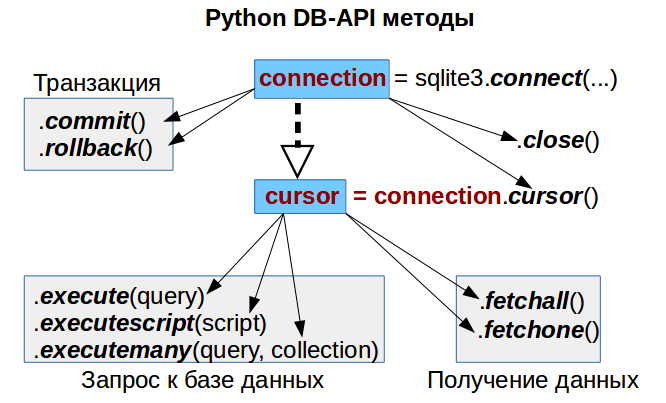 Python DB-API методы
connection = sqlite3.connect(...)
Транзакция
.commit()
.rollback()
.close()
cursor = connection.cursor()
.execute(query)
.executescript(script)
.executemany(query, collection)
Запрос к базе данных
.fetchall()
.fetchone()
Получение данных